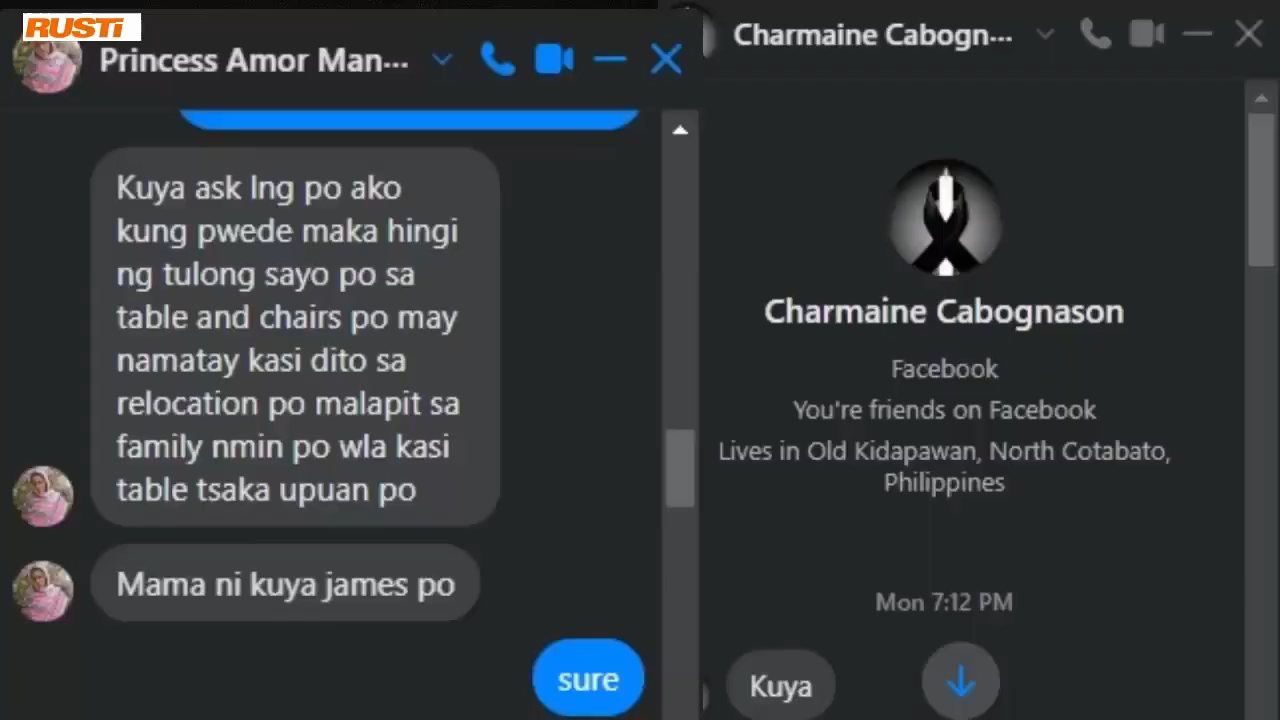 RUSTi
Princess Amor Man...
Kuya ask lng po ako
kung pwede maka hingi
ng tulong sayo po sa
table and chairs po may
namatay kasi dito sa
relocation po malapit sa
family nmin po wla kasi
table tsaka upuan po
Mama ni kuya james po
sure
Charmaine Cabogn...
Charmaine Cabognason
Facebook
You're friends on Facebook
Lives in Old Kidapawan, North Cotabato,
Philippines
Mon 7:12 PM
Kuya